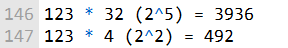 146 123 * 32 (2^5) = 3936
147 123 * 4 (2^2) = 492